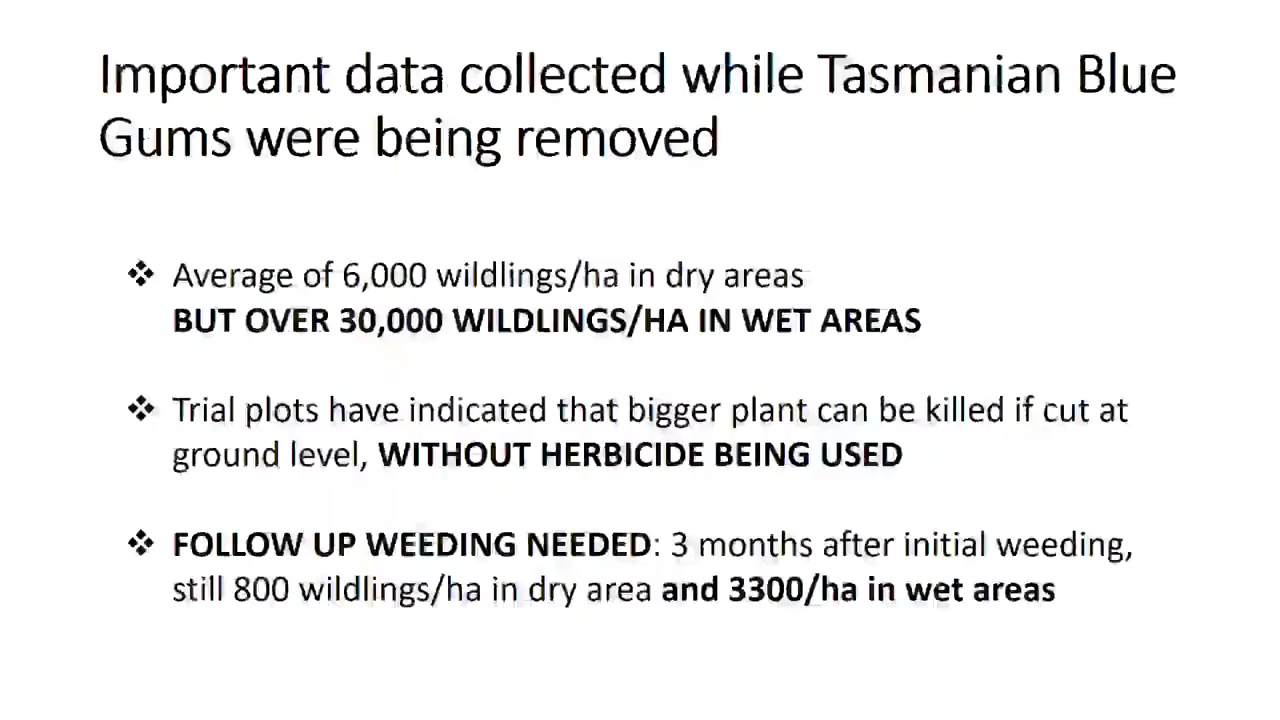 Important data collected while Tasmanian Blue
Gums were being removed
❖ Average of 6,000 wildlings/ha in dry areas
BUT OVER 30,000 WILDLINGS/HA IN WET AREAS
❖ Trial plots have indicated that bigger plant can be killed if cut at
ground level, WITHOUT HERBICIDE BEING USED
❖ FOLLOW UP WEEDING NEEDED: 3 months after initial weeding,
still 800 wildlings/ha in dry area and 3300/ha in wet areas